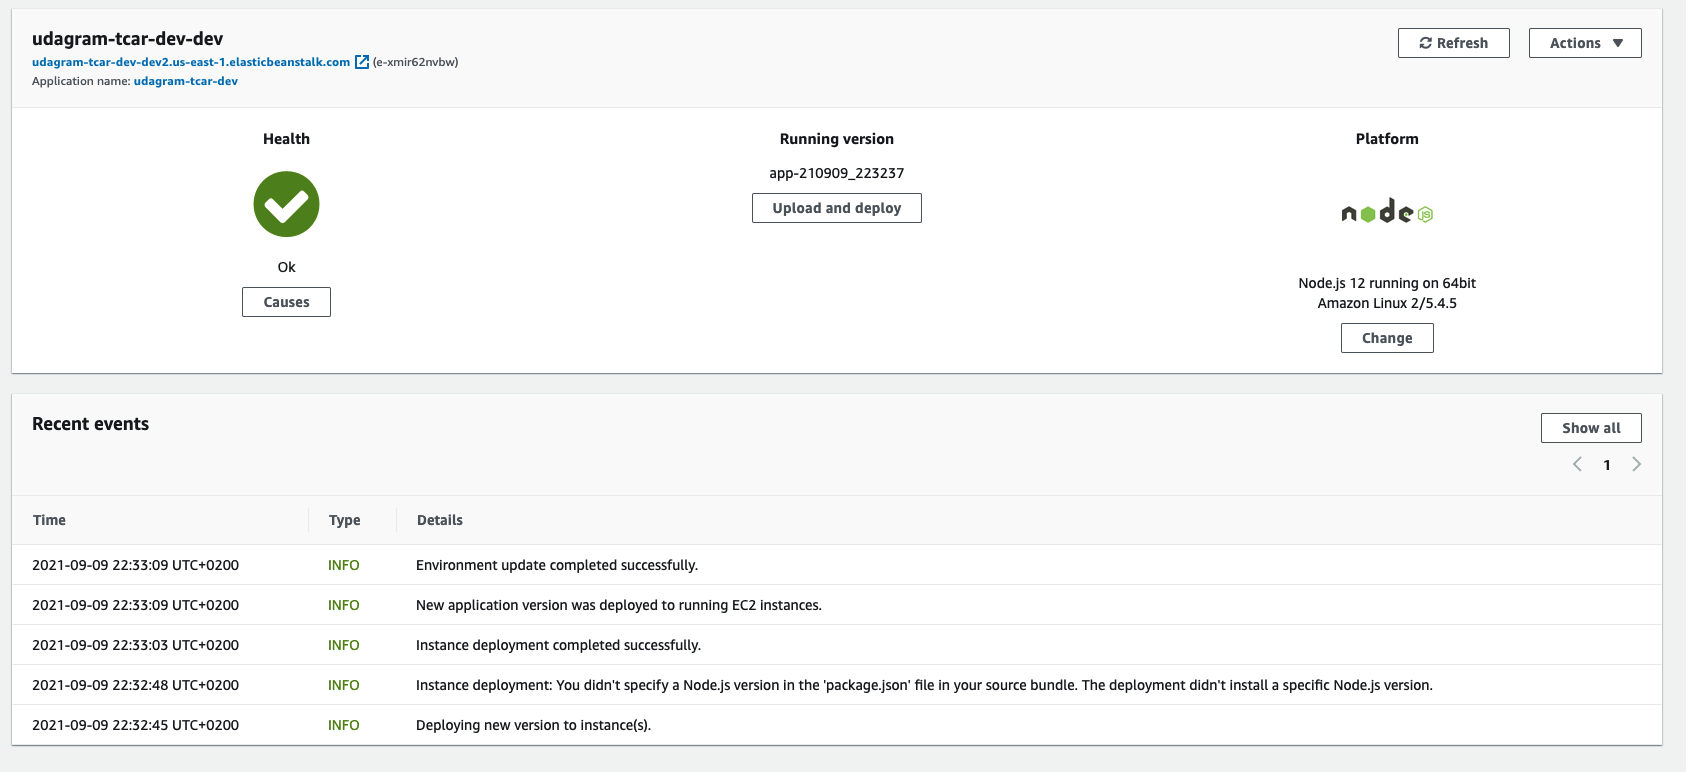 udagram-tcar-dev-dev
udagram-tcar-dev-dev2.us-east-1.elasticbeanstalk.com (e-xmir62nvbw)
Application name: udagram-tcar-dev
Refresh
Actions
Health
Ok
Causes
Running version
app-210909_223237
Upload and deploy
Platform
node JS
Node.js 12 running on 64bit
Amazon Linux 2/5.4.5
Change
Recent events
Show all
1
Time Type Details
2021-09-09 22:33:09 UTC+0200 INFO Environment update completed successfully.
2021-09-09 22:33:09 UTC+0200 INFO New application version was deployed to running EC2 instances.
2021-09-09 22:33:03 UTC+0200 INFO Instance deployment completed successfully.
2021-09-09 22:32:48 UTC+0200 INFO Instance deployment: You didn't specify a Node.js version in the 'package.json' file in your source bundle. The deployment didn't install a specific Node.js version.
2021-09-09 22:32:45 UTC+0200 INFO Deploying new version to instance(s).